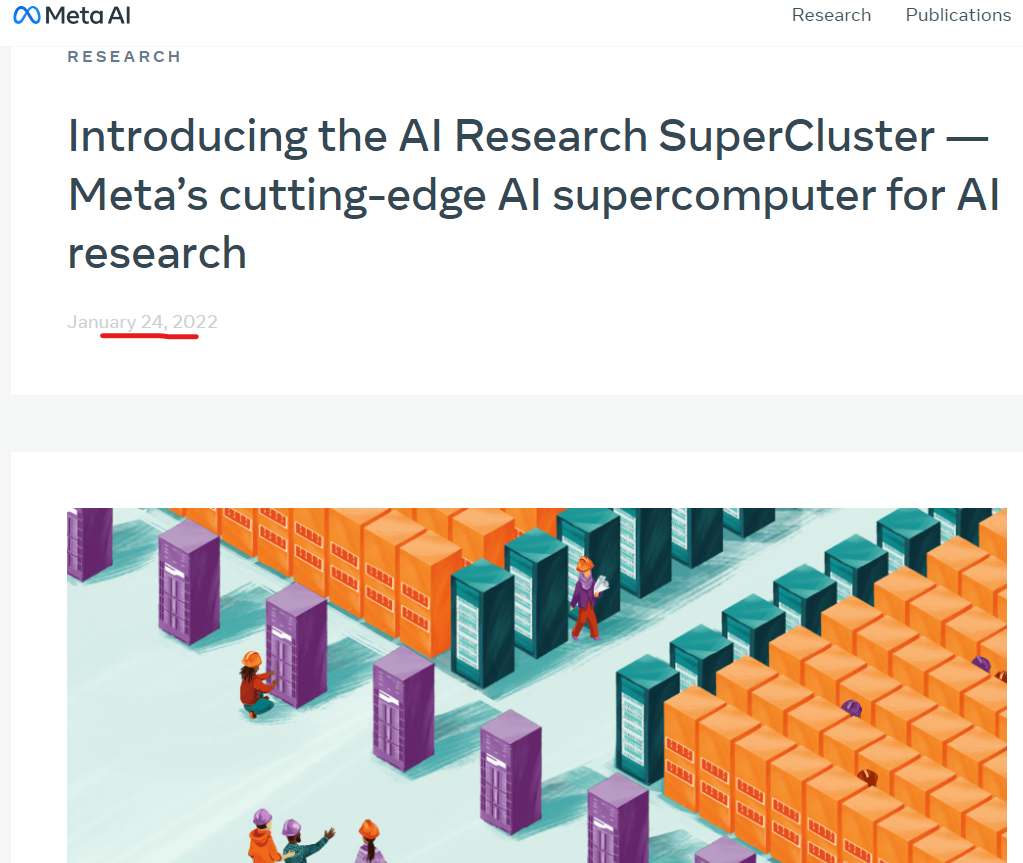 Meta AI
Research Publications
RESEARCH
Introducing the AI Research SuperCluster —
Meta’s cutting-edge AI supercomputer for AI
research
January 24, 2022